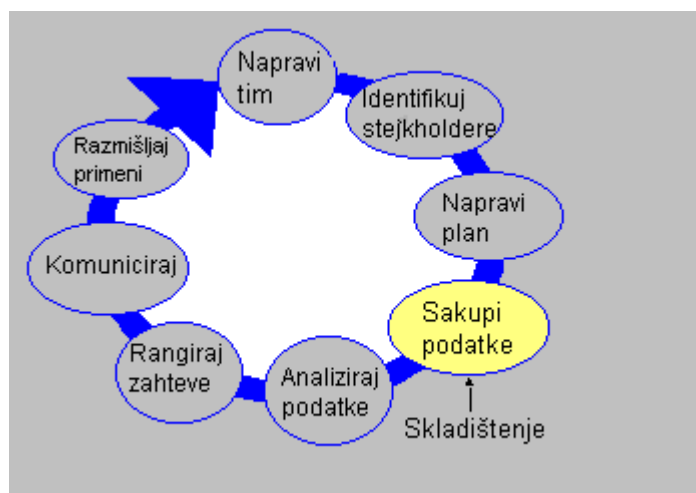 Napravi
tim
Identifikuj
stejkholdere
Napravi
plan
Sakupi
podatke
Skladištenje
Analiziraj
podatke
Rangiraj
zahteve
Komuniciraj
Razmišljaj
primeni